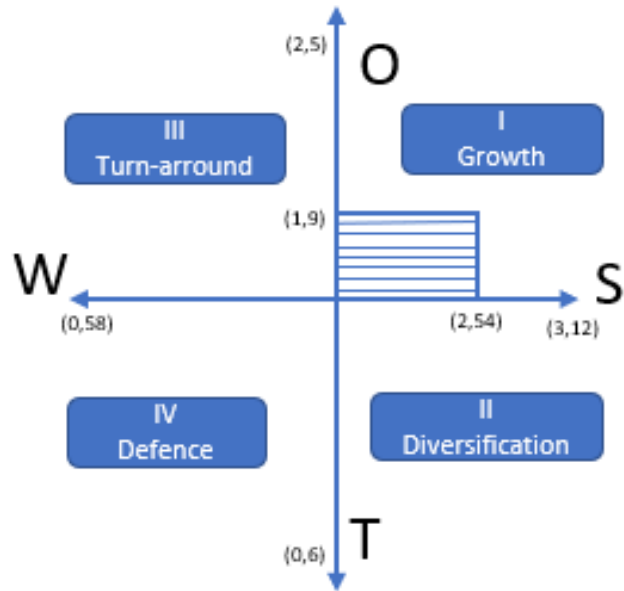 (2,5)
O
III
Turn-arround
I
Growth
(1,9)
W
S
(0,58)
(2,54)
(3,12)
IV
Defence
II
Diversification
(0,6)
T